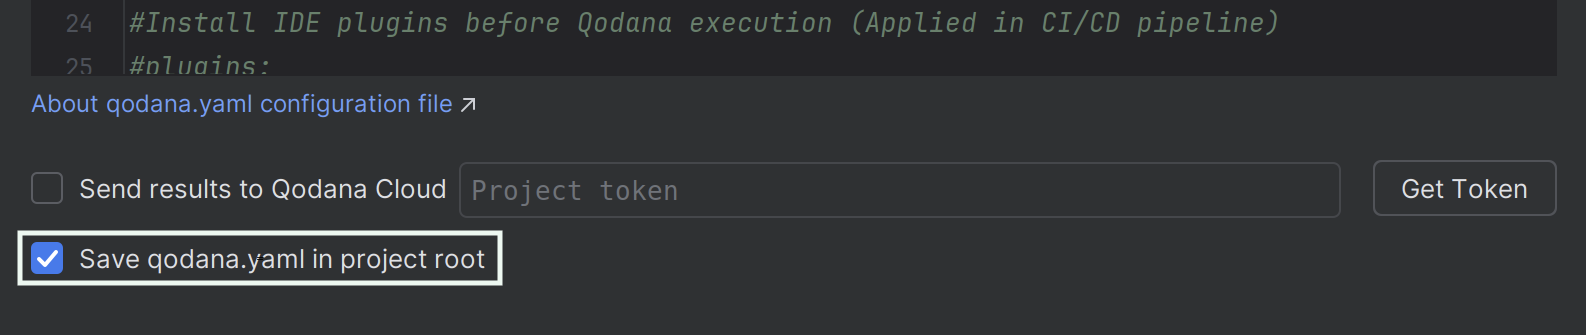 24 #Install IDE plugins before Qodana execution (Applied in CI/CD pipeline)
25 #plugins:
About qodana.yaml configuration file
Send results to Qodana Cloud Project token Get Token
Save qodana.yaml in project root